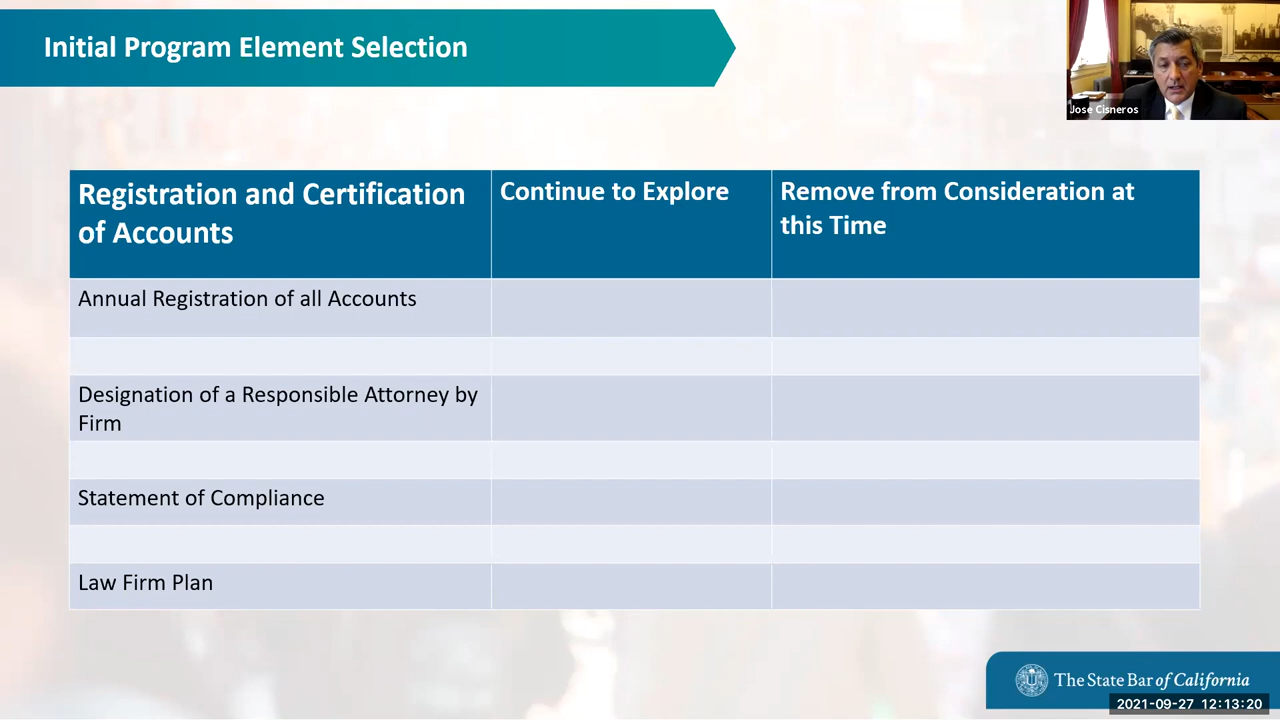 Initial Program Element Selection
Jose Cisneros
Registration and Certification
of Accounts
Continue to Explore
Remove from Consideration at
this Time
Annual Registration of all Accounts
Designation of a Responsible Attorney by
Firm
Statement of Compliance
Law Firm Plan
The State Bar of California
2021-09-27 12:13:20